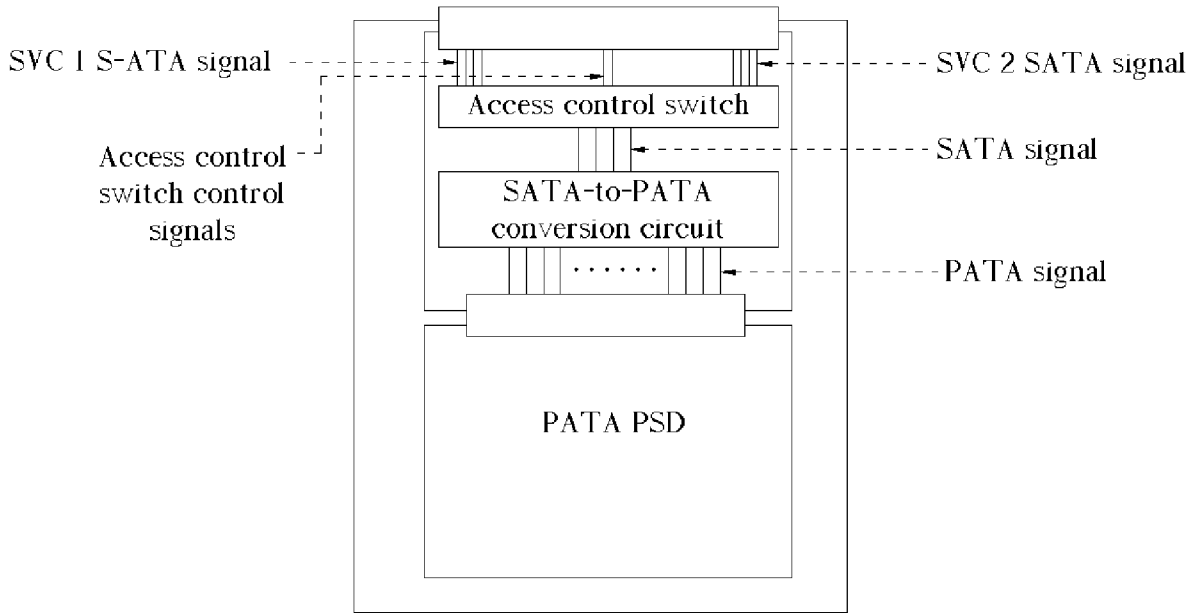 SVC 1 S-ATA signal
SVC 2 SATA signal
Access control switch
Access control
switch control
signals
SATA signal
SATA-to-PATA
conversion circuit
PATA signal
PATA PSD